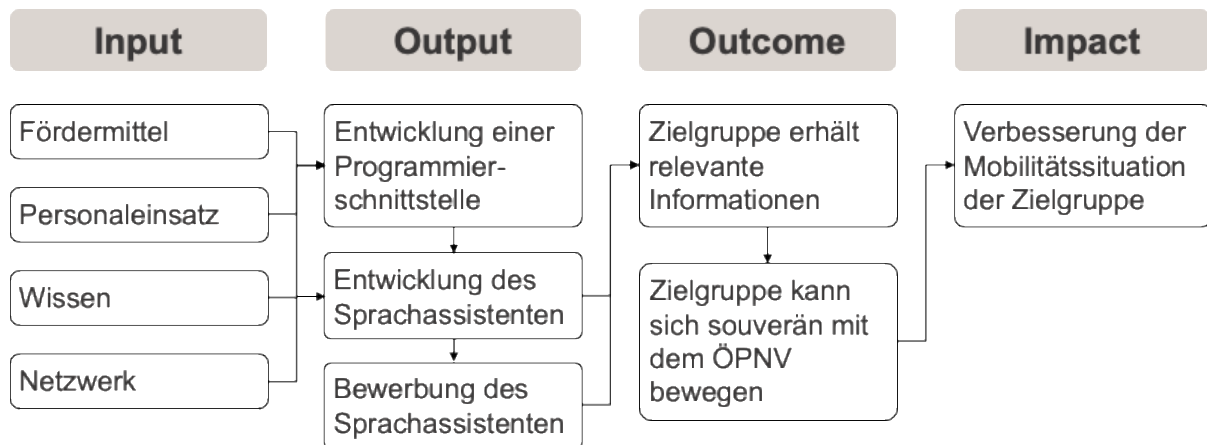 Input
Output
Outcome
Impact
Fördermittel
Personaleinsatz
Wissen
Netzwerk
Entwicklung einer
Programmier-
schnittstelle
Entwicklung des
Sprachassistenten
Bewerbung des
Sprachassistenten
Zielgruppe erhält
relevante
Informationen
Zielgruppe kann
sich souverän mit
dem ÖPNV
bewegen
Verbesserung der
Mobilitätssituation
der Zielgruppe